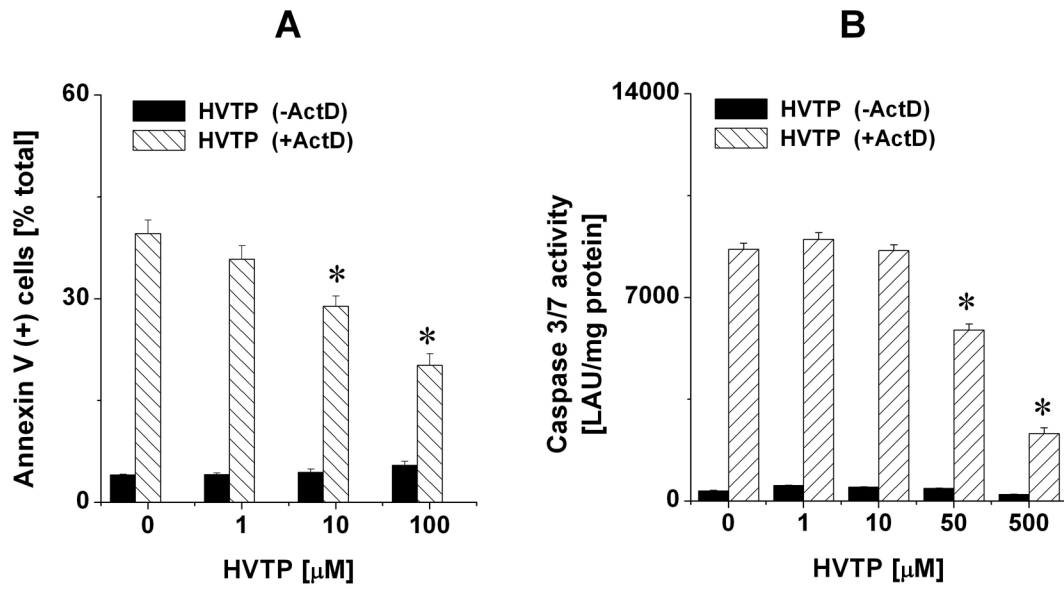 A
60
HVTP (-ActD)
HVTP (+ActD)
Annexin V (+) cells [% total]
30
*
*
0
0 1 10 100
HVTP [μM]
B
14000
HVTP (-ActD)
HVTP (+ActD)
Caspase 3/7 activity
[LAU/mg protein]
7000
*
*
0
0 1 10 50 500
HVTP [μM]